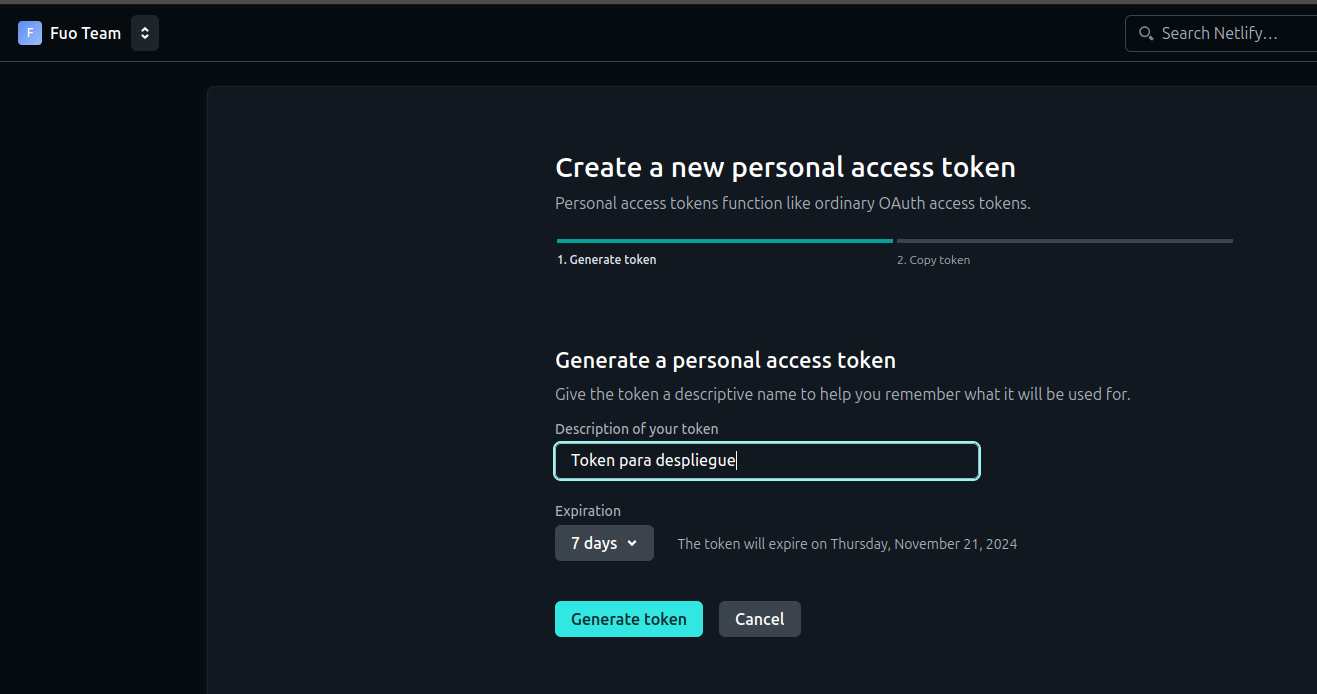 F Fuo Team
Search Netlify...
Create a new personal access token
Personal access tokens function like ordinary OAuth access tokens.
1. Generate token
2. Copy token
Generate a personal access token
Give the token a descriptive name to help you remember what it will be used for.
Description of your token
Token para despliegue
Expiration
7 days The token will expire on Thursday, November 21, 2024
Generate token Cancel